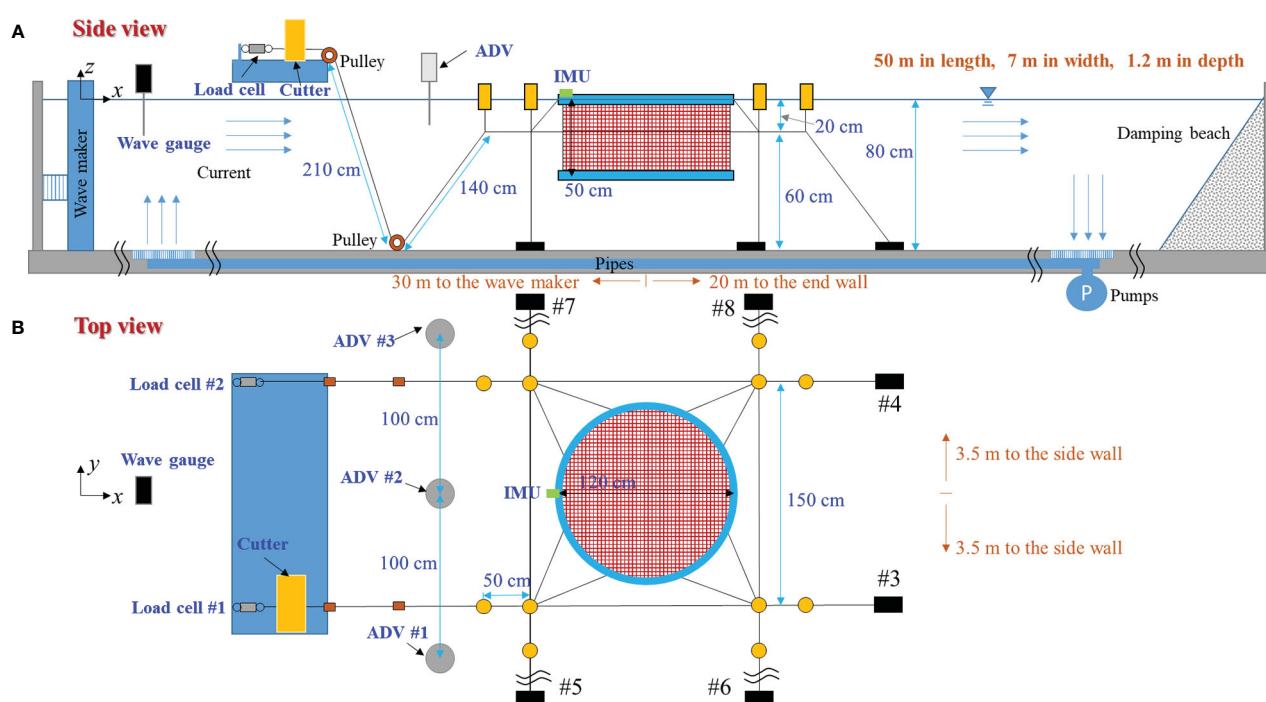 A
Side view
z
x
Load cell
Cutter
Pulley
ADV
IMU
50 m in length, 7 m in width, 1.2 m in depth
Wave maker
Wave gauge
Current
210 cm
140 cm
50 cm
20 cm
60 cm
80 cm
Damping beach
Pulley
Pipes
30 m to the wave maker
20 m to the end wall
P
Pumps
B
Top view
#7
#8
ADV #3
Load cell #2
#4
100 cm
Wave gauge
y
x
ADV #2
IMU
120 cm
150 cm
3.5 m to the side wall
3.5 m to the side wall
Cutter
100 cm
50 cm
Load cell #1
#3
ADV #1
#5
#6